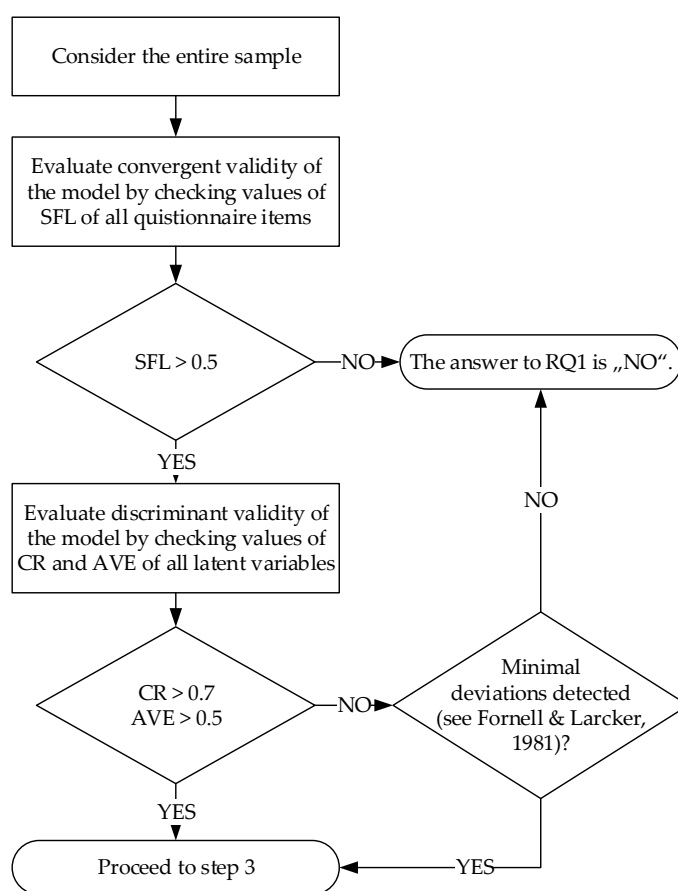 Consider the entire sample
Evaluate convergent validity of
the model by checking values of
SFL of all quistionnaire items
SFL > 0.5
NO
The answer to RQ1 is „NO“.
YES
Evaluate discriminant validity of
the model by checking values of
CR and AVE of all latent variables
NO
CR > 0.7
AVE > 0.5
NO
Minimal
deviations detected
(see Fornell & Larcker,
1981)?
YES
YES
Proceed to step 3